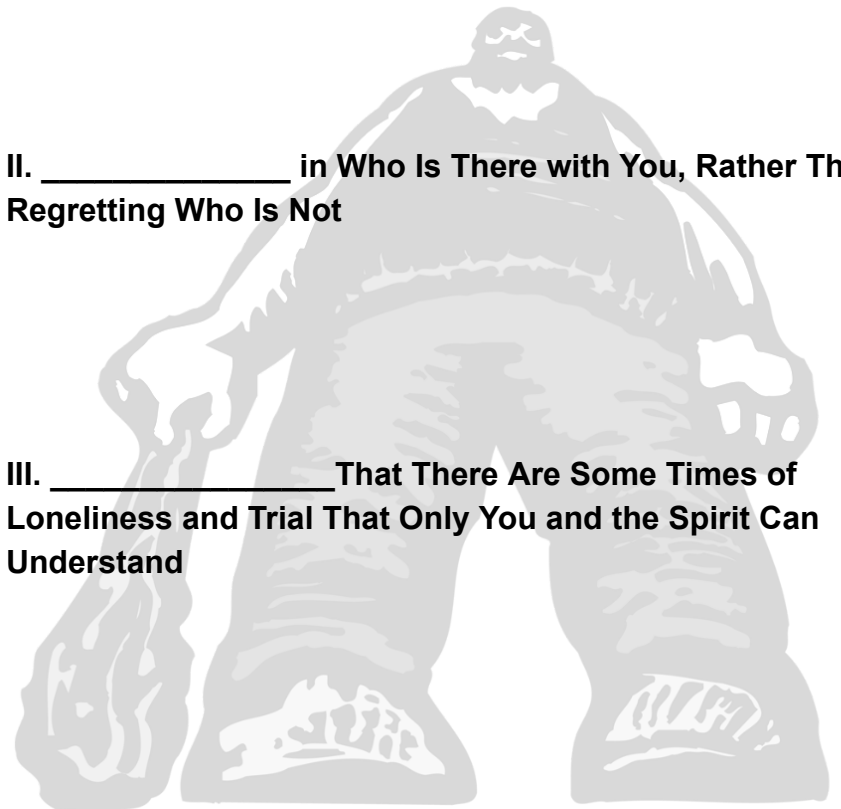 II. ______________ in Who Is There with You, Rather Th
Regretting Who Is Not
III. ________________That There Are Some Times of
Loneliness and Trial That Only You and the Spirit Can
Understand